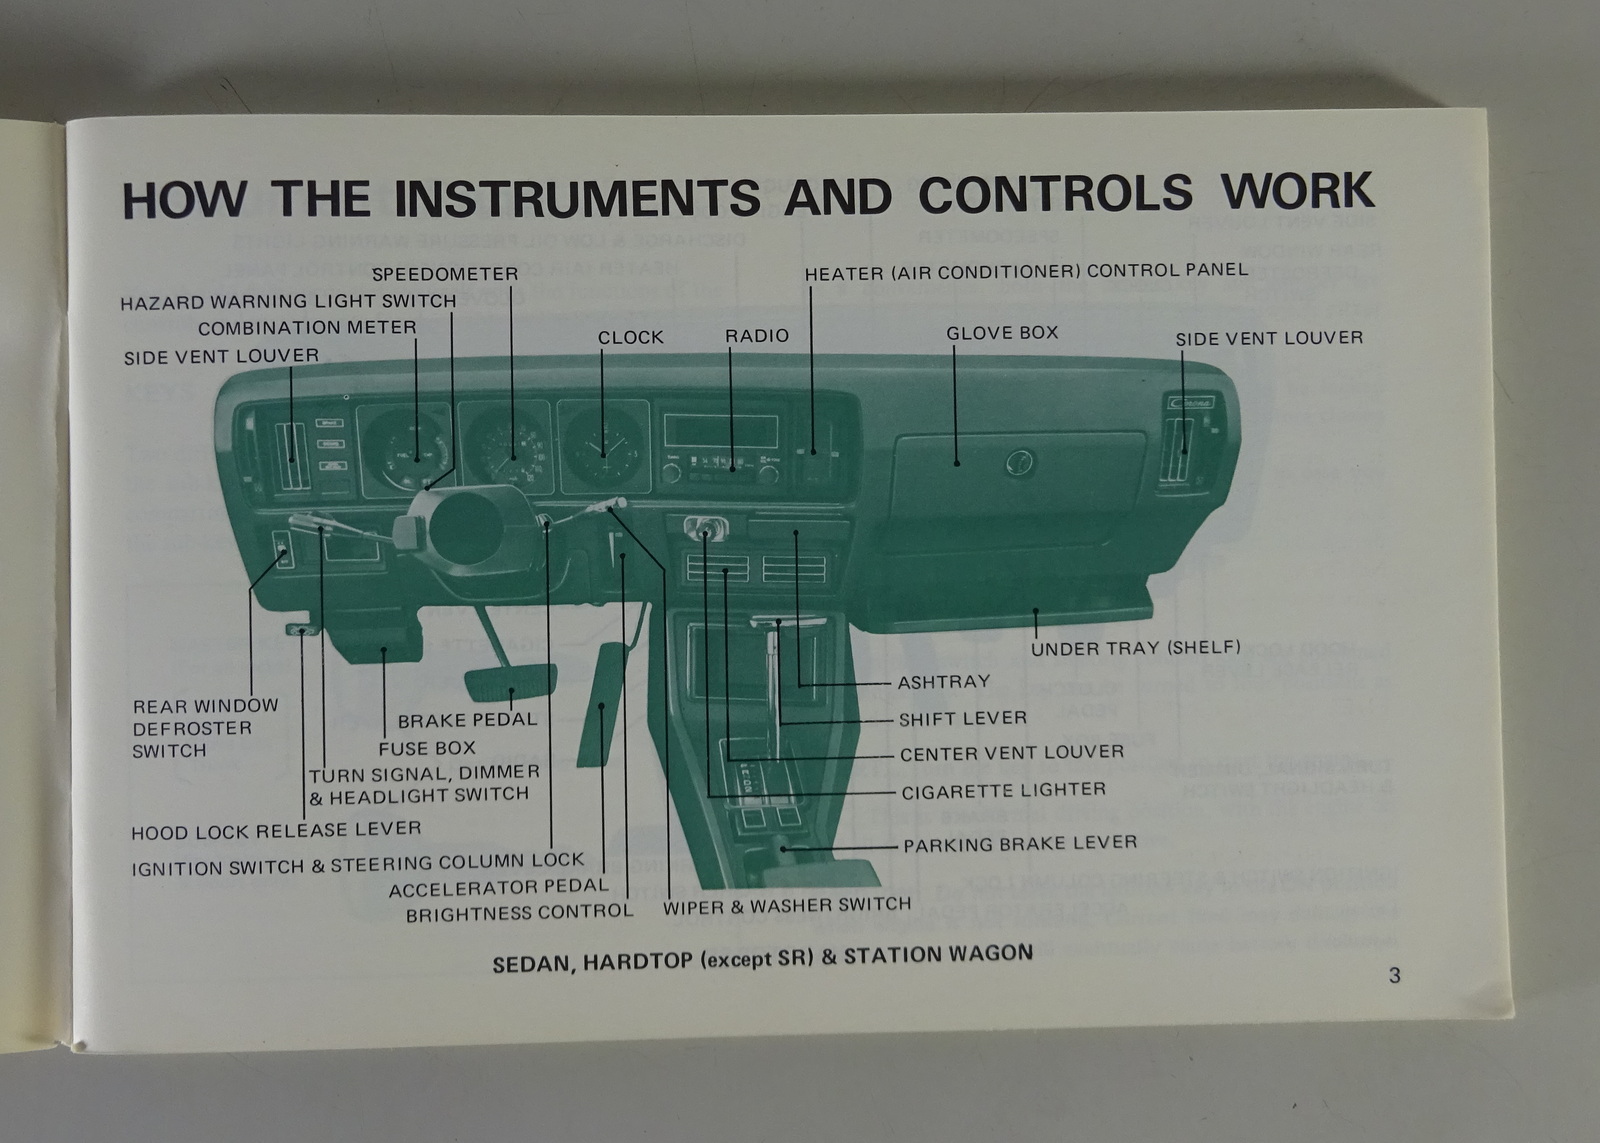 HOW THE INSTRUMENTS AND CONTROLS WORK
SPEEDOMETER
HEATER (AIR CONDITIONER) CONTROL PANEL
HAZARD WARNING LIGHT SWITCH
COMBINATION METER
SIDE VENT LOUVER
CLOCK
RADIO
GLOVE BOX
SIDE VENT LOUVER
Corona
UNDER TRAY (SHELF)
ASHTRAY
REAR WINDOW
DEFROSTER
SWITCH
BRAKE PEDAL
SHIFT LEVER
FUSE BOX
CENTER VENT LOUVER
TURN SIGNAL, DIMMER
& HEADLIGHT SWITCH
CIGARETTE LIGHTER
HOOD LOCK RELEASE LEVER
PARKING BRAKE LEVER
IGNITION SWITCH & STEERING COLUMN LOCK
ACCELERATOR PEDAL
BRIGHTNESS CONTROL
WIPER & WASHER SWITCH
SEDAN, HARDTOP (except SR) & STATION WAGON
3